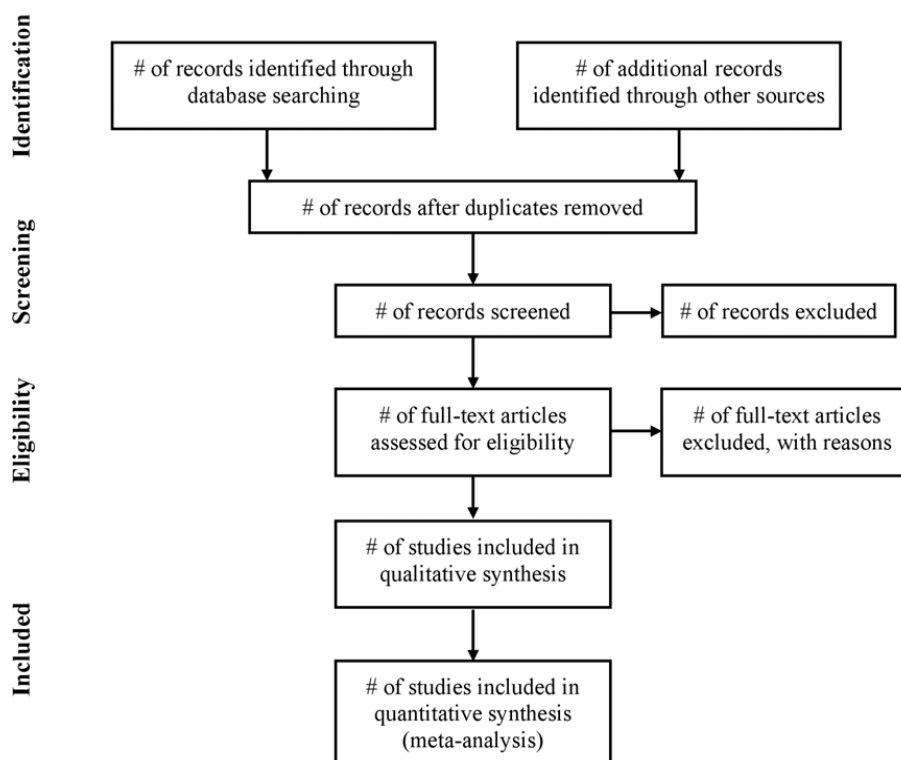 Identification
# of records identified through
database searching
# of additional records
identified through other sources
# of records after duplicates removed
Screening
# of records screened
# of records excluded
Eligibility
# of full-text articles
assessed for eligibility
# of full-text articles
excluded, with reasons
Included
# of studies included in
qualitative synthesis
# of studies included in
quantitative synthesis
(meta-analysis)